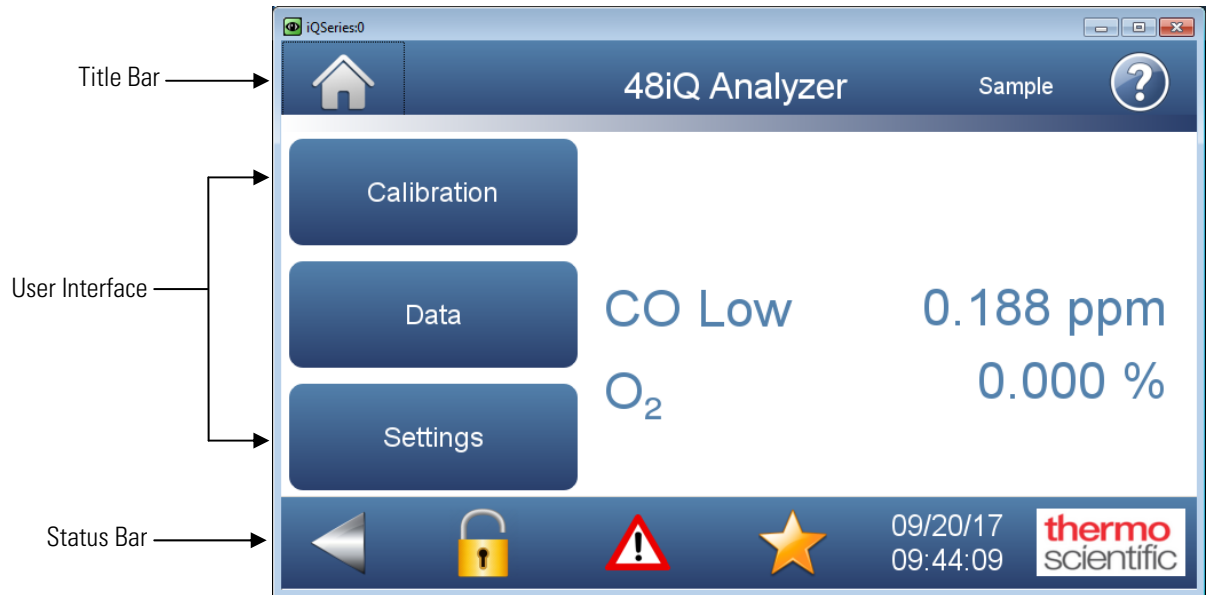 iQSeries:0
Title Bar
48iQ Analyzer
Sample
?
Calibration
User Interface
Data
CO Low 0.188 ppm
O₂ 0.000 %
Settings
Status Bar
09/20/17
09:44:09
thermo
scientific